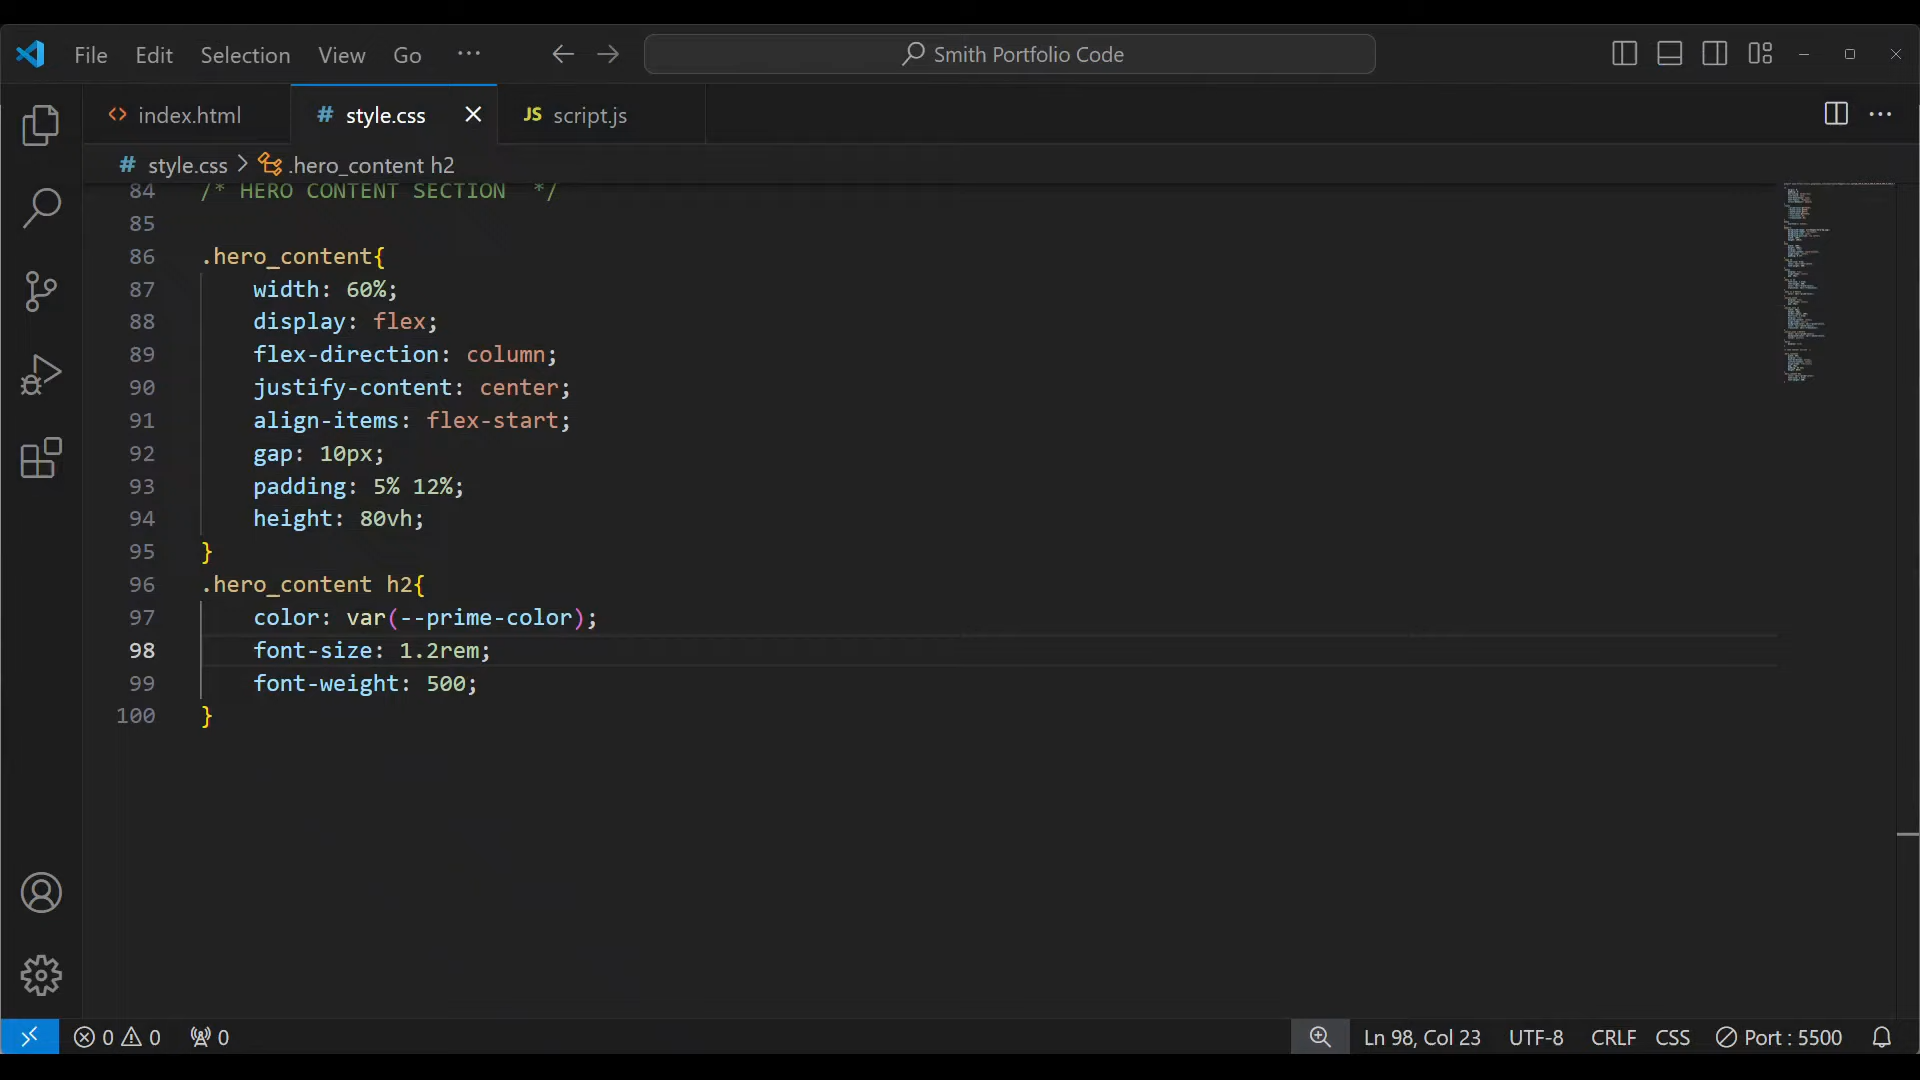 File Edit Selection View Go ··· Smith Portfolio Code
index.html # style.css JS script.js
# style.css > .hero_content h2
84 /* HERO CONTENT SECTION  */
85
86 .hero_content{
87     width: 60%;
88     display: flex;
89     flex-direction: column;
90     justify-content: center;
91     align-items: flex-start;
92     gap: 10px;
93     padding: 5% 12%;
94     height: 80vh;
95 }
96 .hero_content h2{
97     color: var(--prime-color);
98     font-size: 1.2rem;
99     font-weight: 500;
100 }
0 0 0 Ln 98, Col 23 UTF-8 CRLF CSS Port : 5500